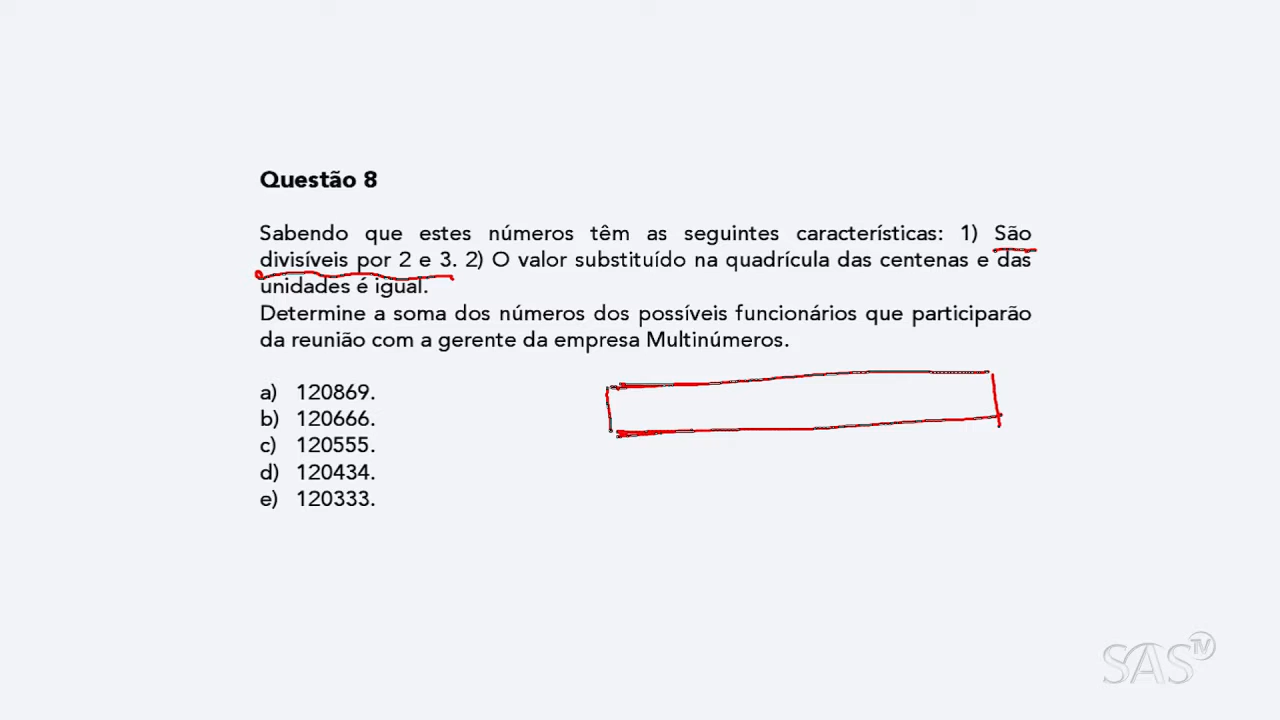 Questão 8
Sabendo que estes números têm as seguintes características: 1) São
divisíveis por 2 e 3. 2) O valor substituído na quadrícula das centenas e das
unidades é igual.
Determine a soma dos números dos possíveis funcionários que participarão
da reunião com a gerente da empresa Multinúmeros.
a) 120869.
b) 120666.
c) 120555.
d) 120434.
e) 120333.
SAS TV